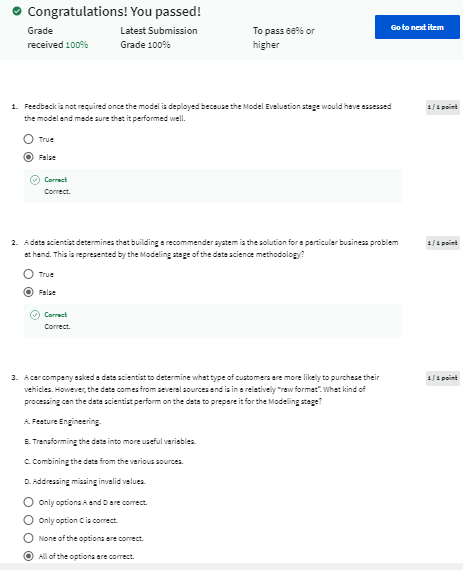 Congratulations! You passed!
Grade
received 100%
Latest Submission
Grade 100%
To pass 66% or
higher
Go to next item
1. Feedback is not required once the model is deployed because the Model Evaluation stage would have assessed
the model and made sure that it performed well.
1 / 1 point
True
False
Correct
Correct.
2. A data scientist determines that building a recommender system is the solution for a particular business problem
at hand. This is represented by the Modeling stage of the data science methodology?
1 / 1 point
True
False
Correct
Correct.
3. A car company asked a data scientist to determine what type of customers are more likely to purchase their
vehicles. However, the data comes from several sources and is in a relatively "raw format". What kind of
processing can the data scientist perform on the data to prepare it for the Modeling stage?
1 / 1 point
A. Feature Engineering.
B. Transforming the data into more useful variables.
C. Combining the data from the various sources.
D. Addressing missing invalid values.
Only options A and D are correct.
Only option C is correct.
None of the options are correct.
All of the options are correct.